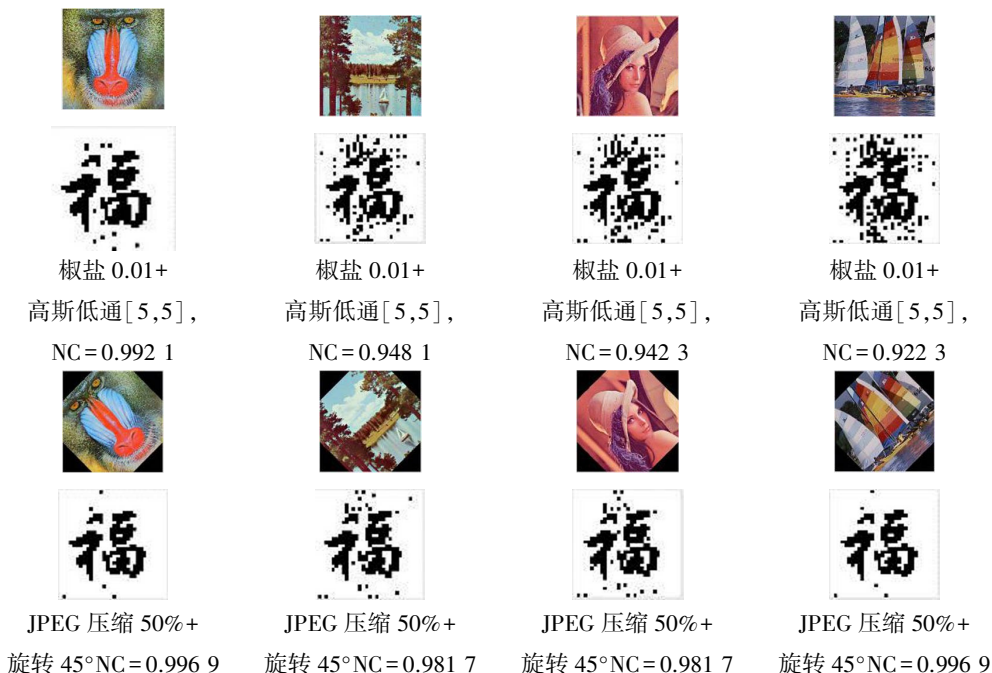 福 福 福 福
椒盐 0.01+ 椒盐 0.01+ 椒盐 0.01+ 椒盐 0.01+
高斯低通[5,5], 高斯低通[5,5], 高斯低通[5,5], 高斯低通[5,5],
NC=0.992 1 NC=0.948 1 NC=0.942 3 NC=0.922 3
福 福 福 福
JPEG 压缩 50%+ JPEG 压缩 50%+ JPEG 压缩 50%+ JPEG 压缩 50%+
旋转 45°NC=0.996 9 旋转 45°NC=0.981 7 旋转 45°NC=0.981 7 旋转 45°NC=0.996 9